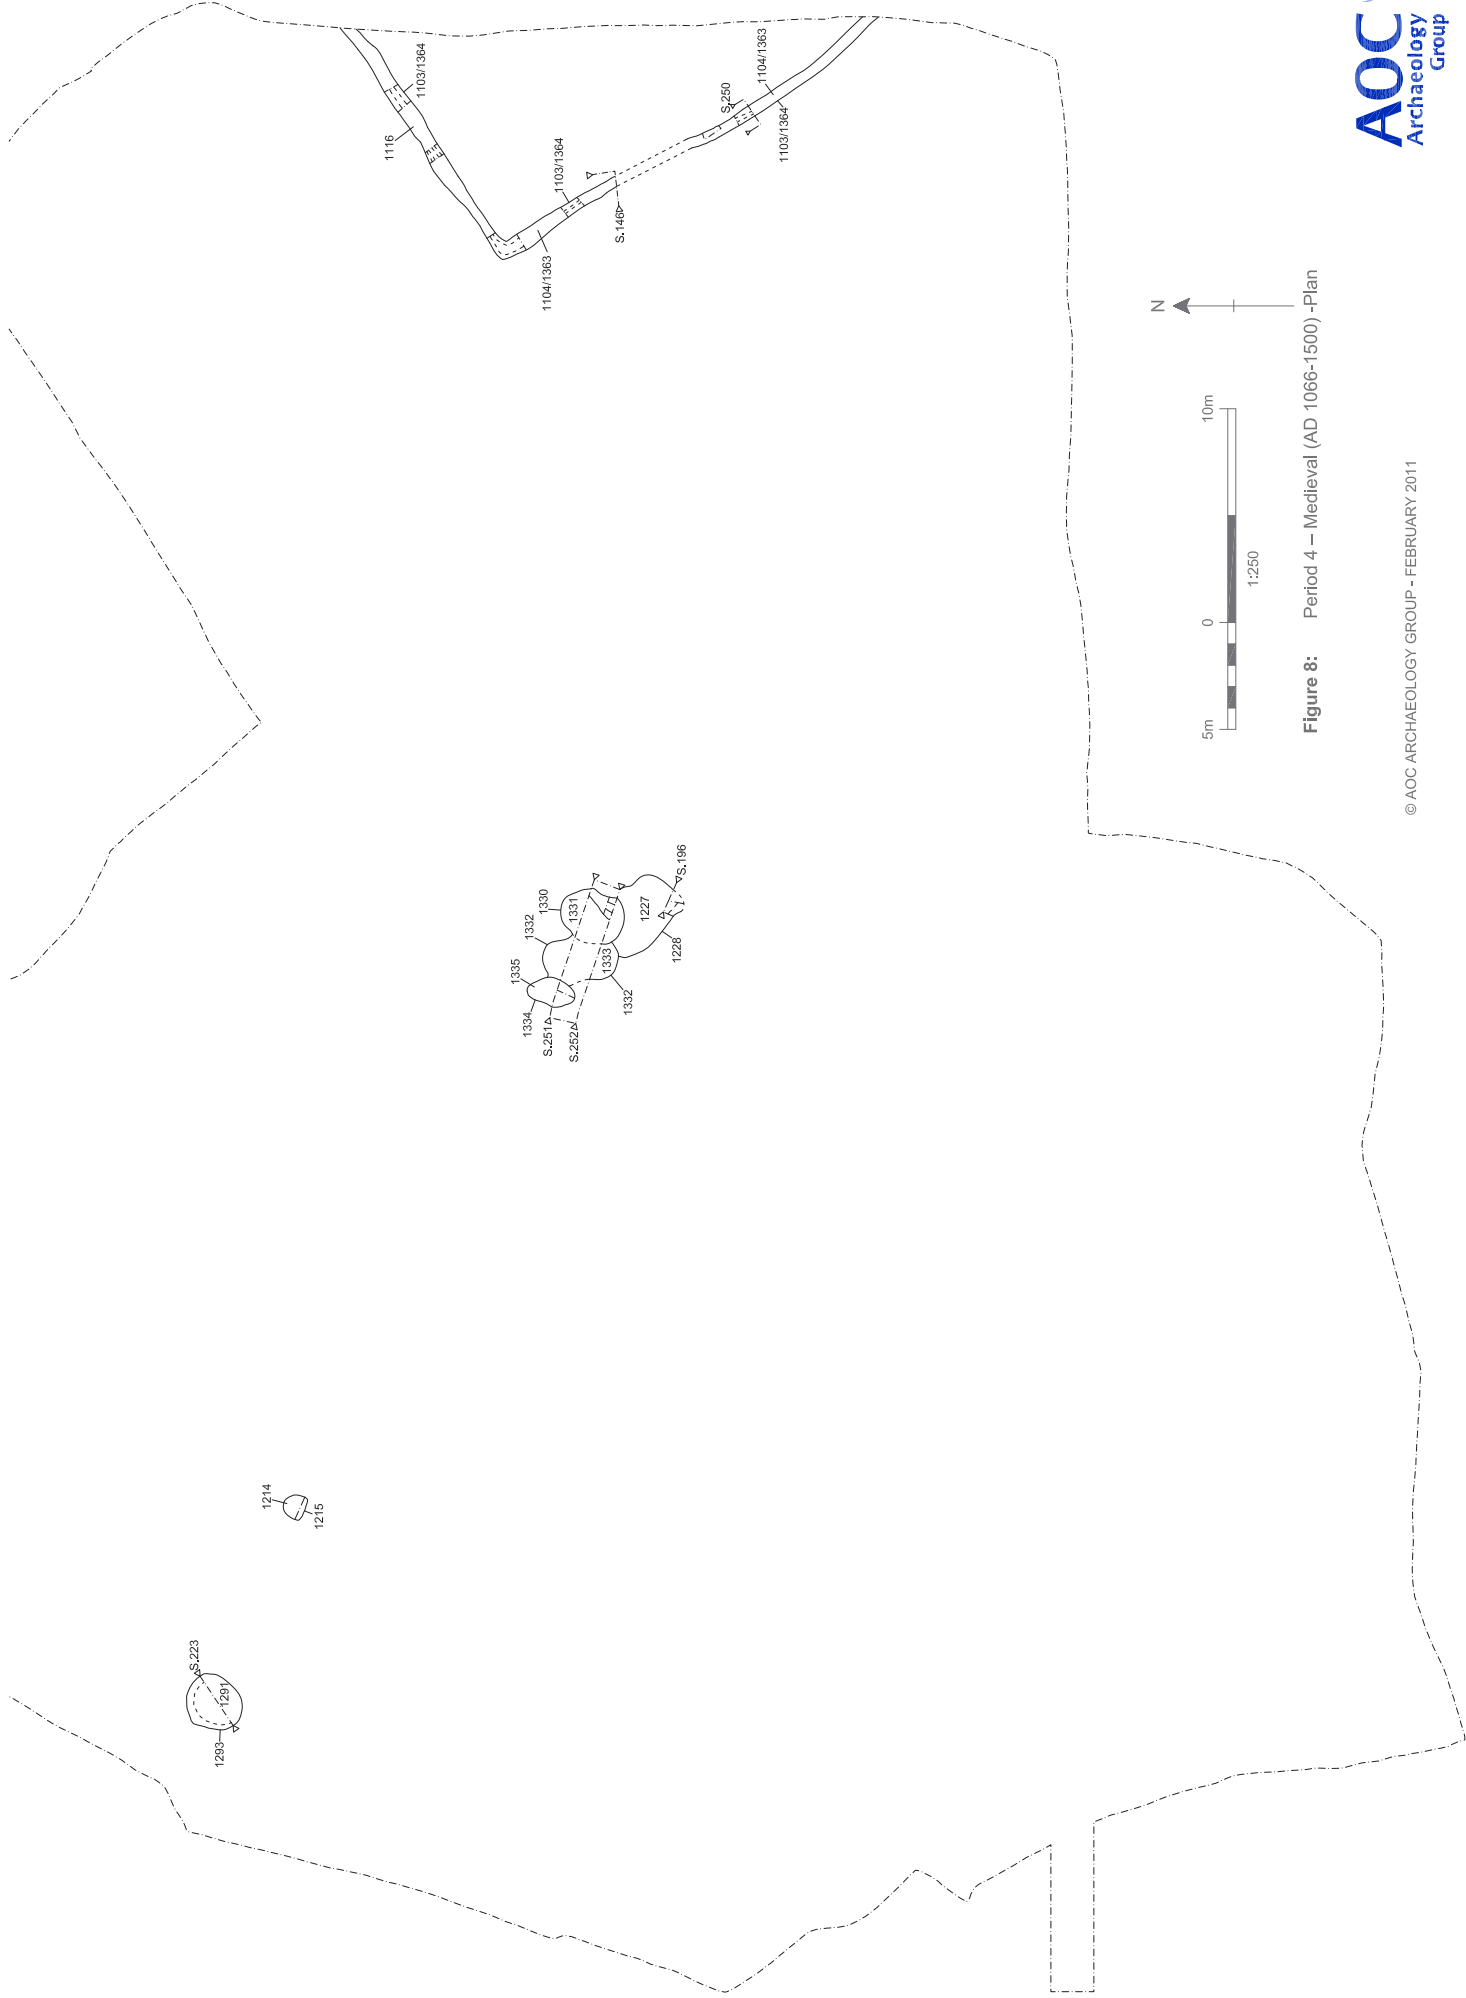 S.223
1291
1293
1214
1215
1335
1334
1332
1330
1331
1333
1332
1227
1228
S.251
S.252
S.196
1116
1103/1364
1103/1364
1104/1363
S.146
S.250
1104/1363
1103/1364
N
5m
0
10m
1:250
Figure 8: Period 4 – Medieval (AD 1066-1500) -Plan
© AOC ARCHAEOLOGY GROUP - FEBRUARY 2011
AOC
Archaeology
Group